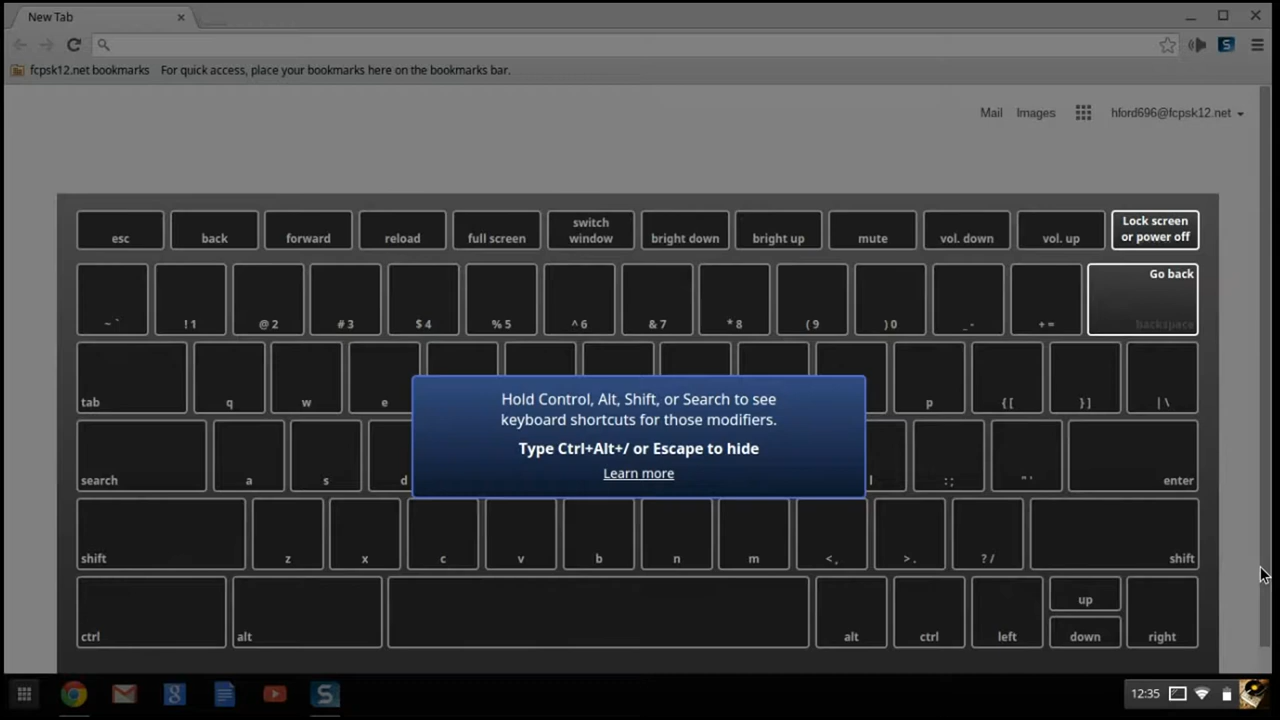 New Tab
fcpsk12.net bookmarks For quick access, place your bookmarks here on the bookmarks bar.
Mail Images hford696@fcpsk12.net
esc back forward reload full screen switch window bright down bright up mute vol. down vol. up Lock screen or power off
Go back
~ ` ! 1 @ 2 # 3 $ 4 % 5 ^ 6 & 7 * 8 ( 9 ) 0 _ - + = backspace
tab q w e p { [ } ] | \
Hold Control, Alt, Shift, or Search to see
keyboard shortcuts for those modifiers.
Type Ctrl+Alt+/ or Escape to hide
Learn more
search a s d l : ; " ' enter
shift z x c v b n m < , > . ? / shift
ctrl alt alt ctrl left up down right
12:35